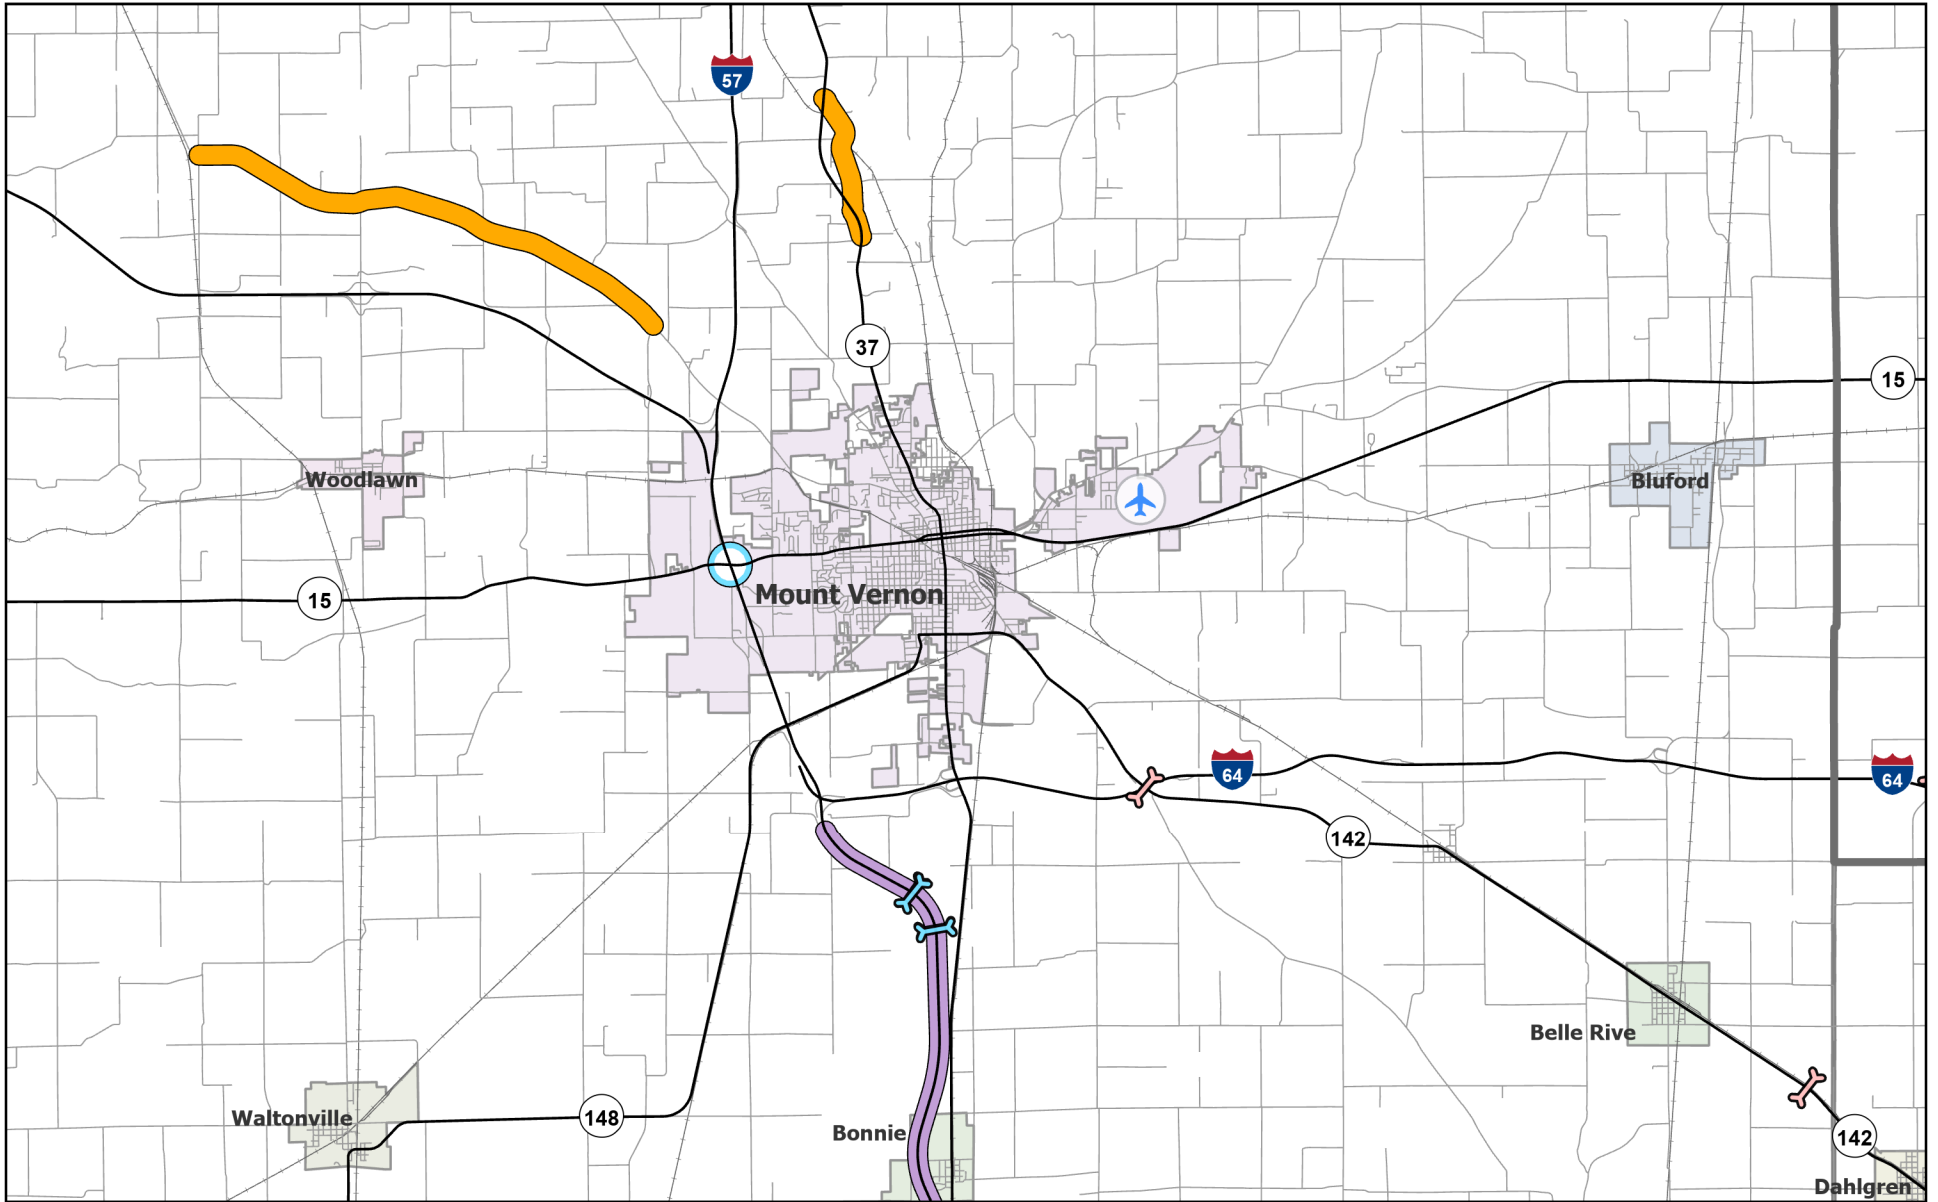 57
37
15
Woodlawn
Bluford
15
Mount Vernon
64
64
142
Belle Rive
Waltonville
148
Bonnie
142
Dahlgren